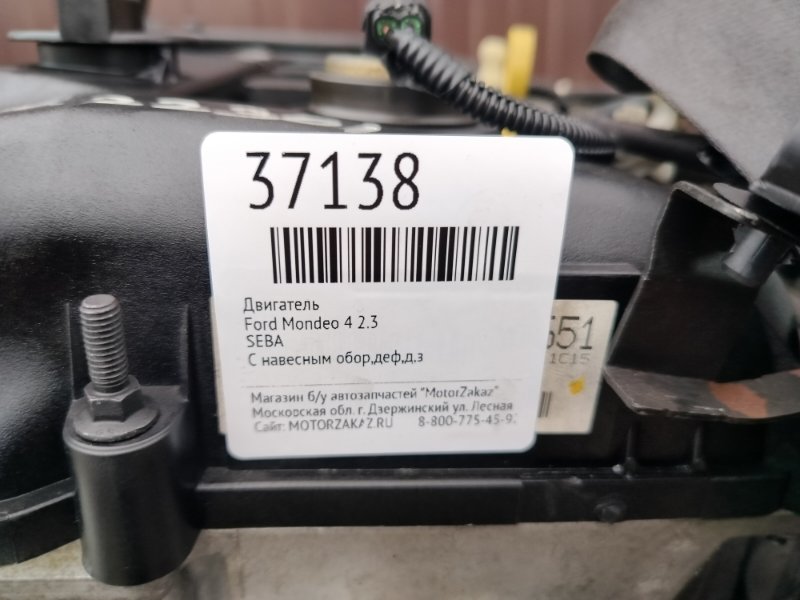 37138
Двигатель
Ford Mondeo 4 2.3
SEBA
С навесным обор,деф,д.з
551
1C15
Магазин б/у автозапчастей "MotorZakaz"
Московская обл. г. Дзержинский ул. Лесная
Сайт: MOTORZAKAZ.RU 8-800-775-45-9